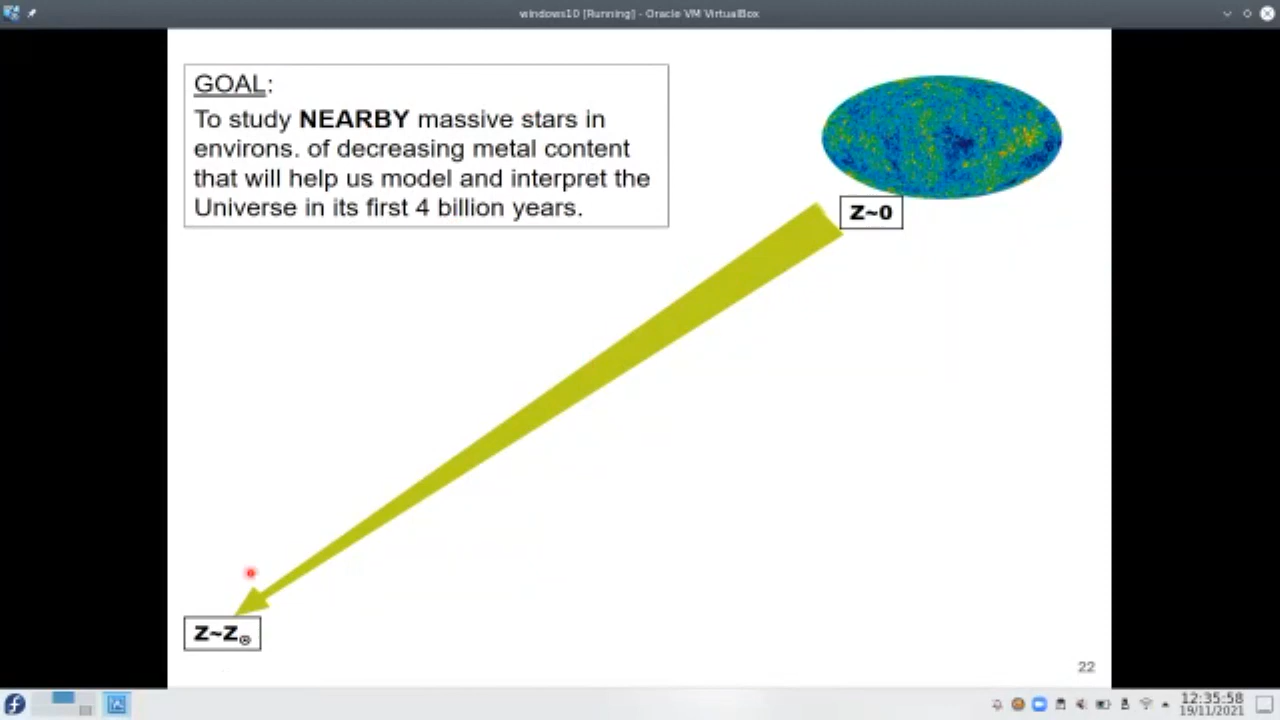 windows10 [Running] - Oracle VM VirtualBox
GOAL:
To study NEARBY massive stars in
environs. of decreasing metal content
that will help us model and interpret the
Universe in its first 4 billion years.
Z~0
Z~Z⊙
22
12:35:58
19/11/2021